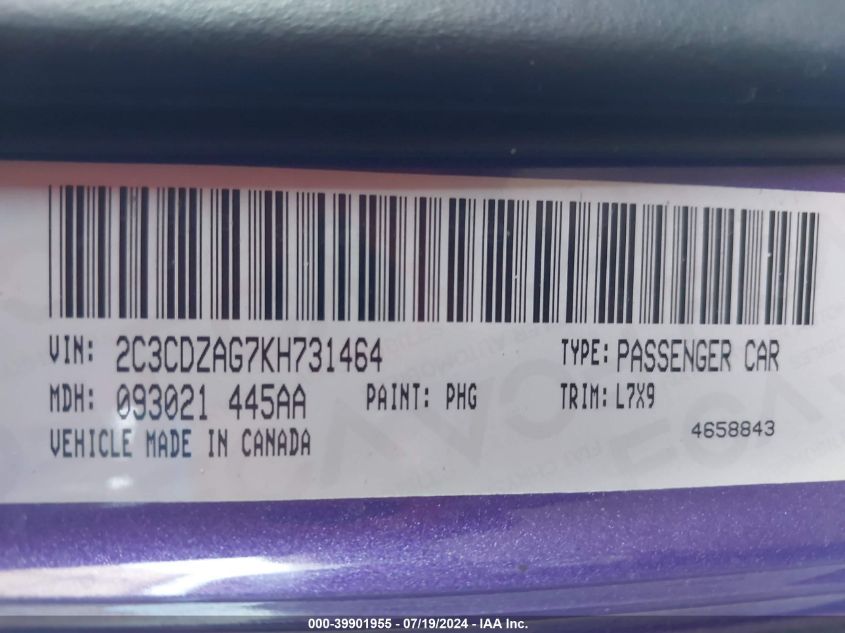 VIN: 2C3CDZAG7KH731464 TYPE: PASSENGER CAR
MDH: 093021 445AA PAINT: PHG TRIM: L7X9
4658843
VEHICLE MADE IN CANADA
000-39901955 - 07/19/2024 - IAA Inc.